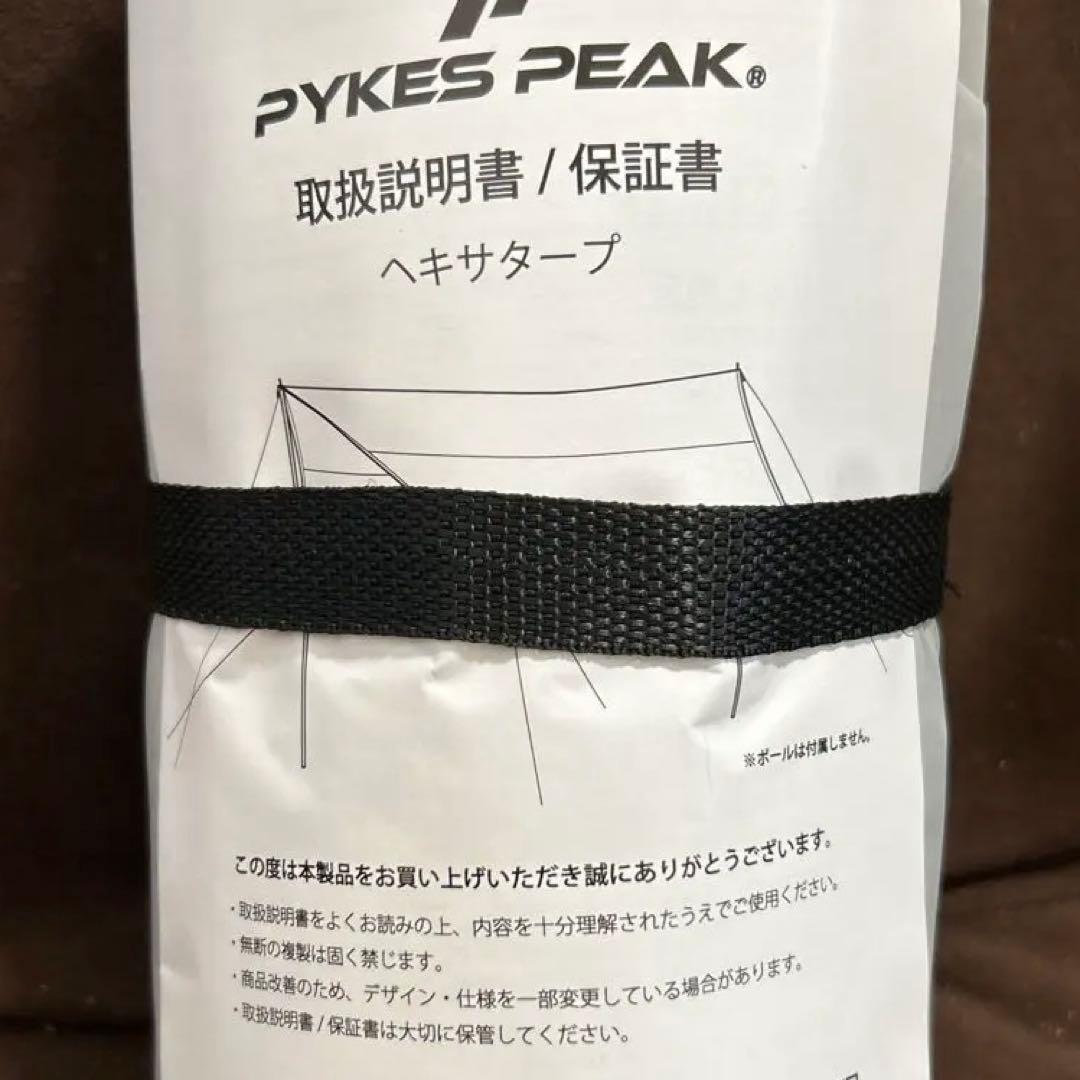 PYKES PEAK®
取扱説明書 / 保証書
ヘキサタープ
※ポールは付属しません。
この度は本製品をお買い上げいただき誠にありがとうございます。
・取扱説明書をよくお読みの上、内容を十分理解されたうえでご使用ください。
・無断の複製は固く禁じます。
・商品改善のため、デザイン・仕様を一部変更している場合があります。
・取扱説明書 / 保証書は大切に保管してください。